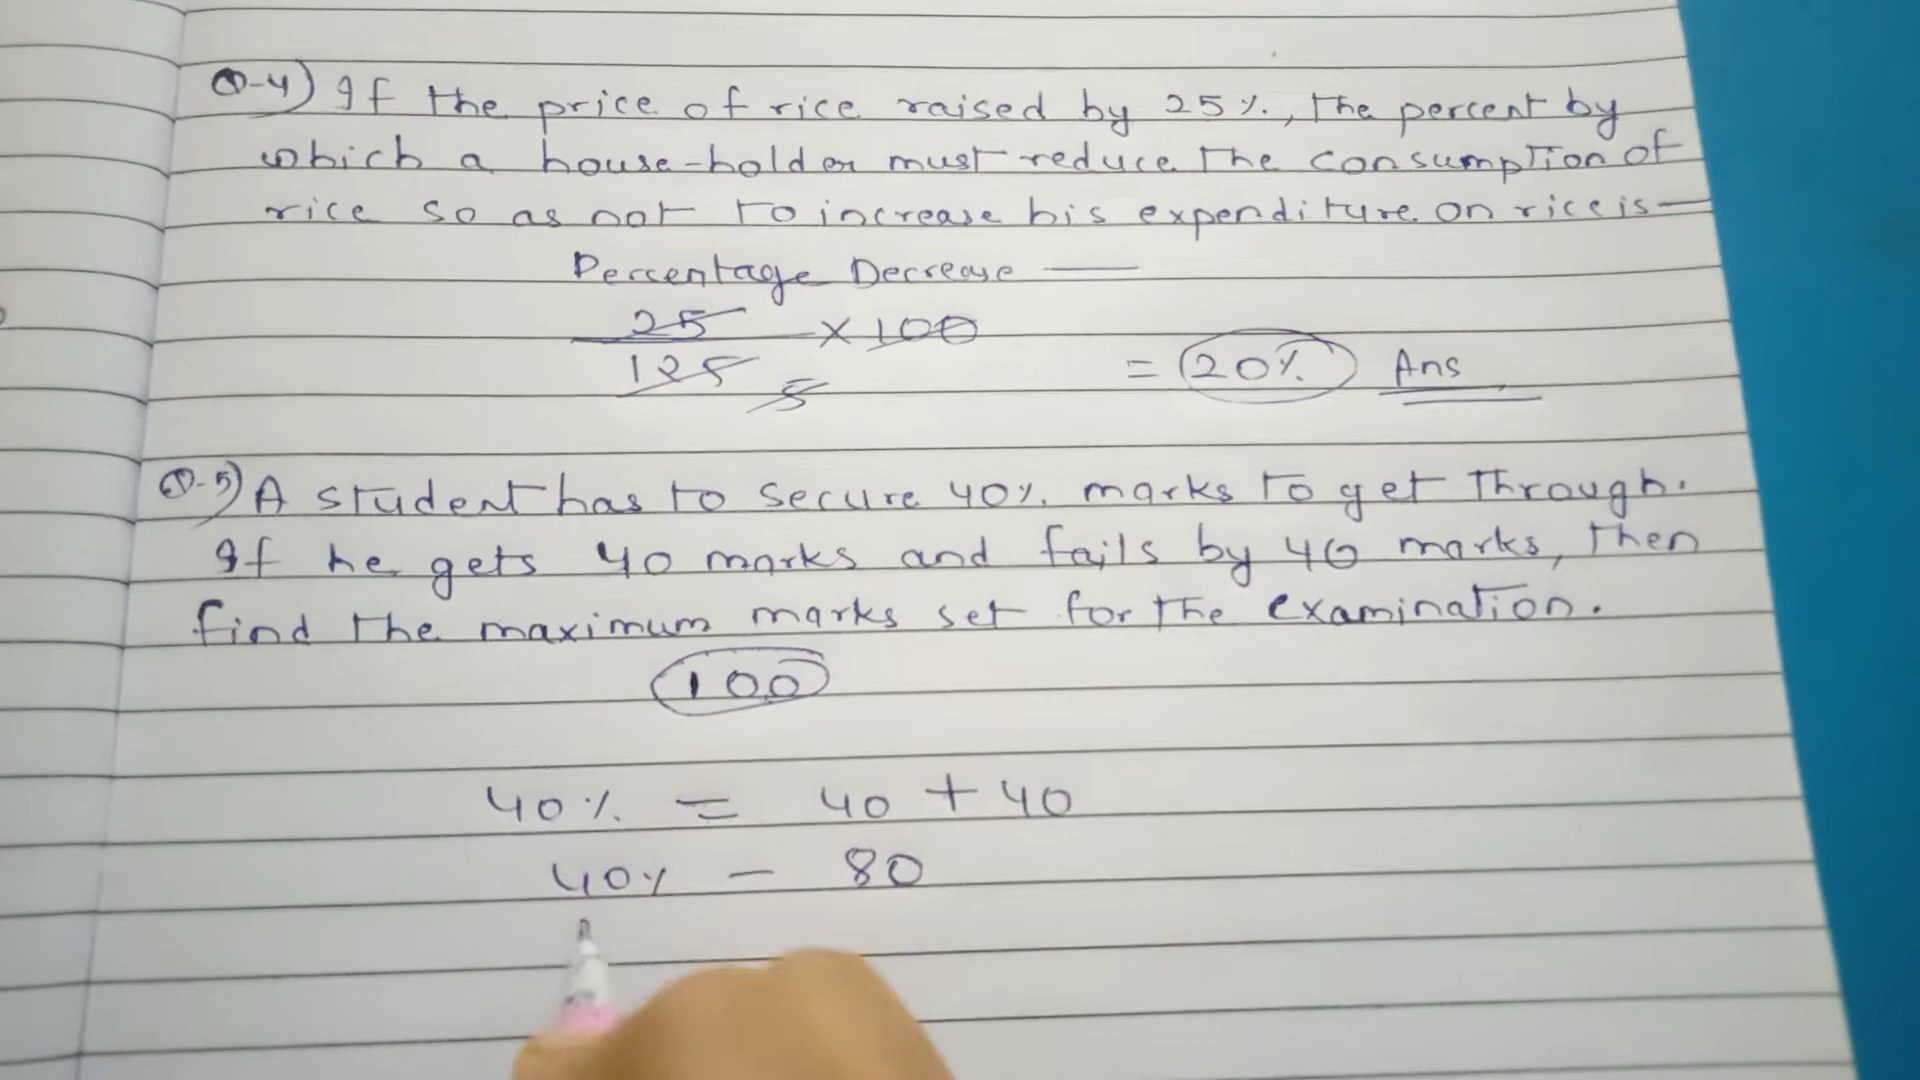 Q-4) If the price of rice raised by 25%, the percent by
which a house-holder must reduce the consumption of
rice so as not to increase his expenditure on rice is —
Percentage Decrease —
25 × 100
125 5
= 20% Ans
Q-5) A student has to secure 40% marks to get through.
If he gets 40 marks and fails by 40 marks, then
find the maximum marks set for the examination.
100
40% = 40 + 40
40% — 80